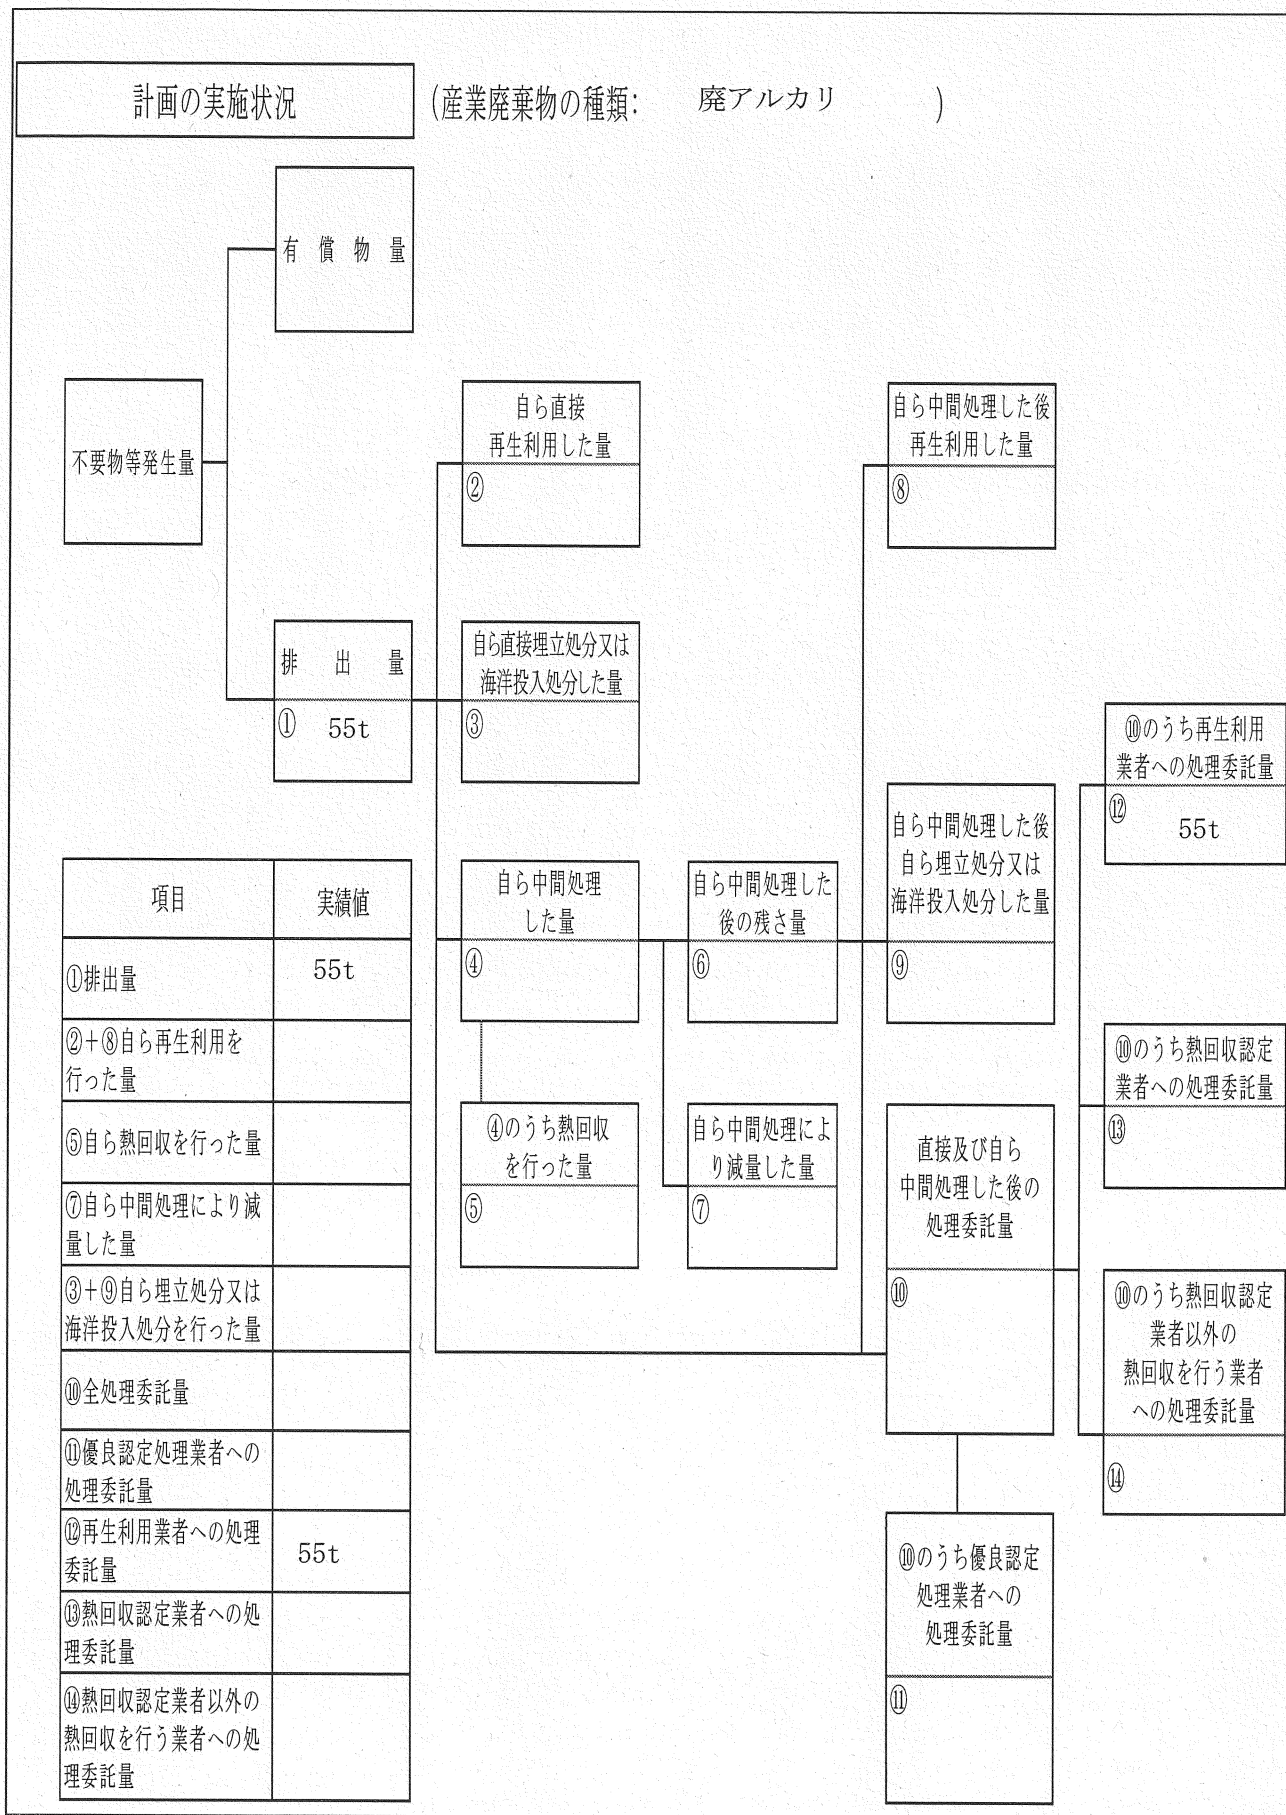 計画の実施状況
(産業廃棄物の種類: 廃アルカリ )
有償物量
不要物等発生量
自ら直接
再生利用した量
②
自ら中間処理した後
再生利用した量
⑧
排出量
① 55t
自ら直接埋立処分又は
海洋投入処分した量
③
⑩のうち再生利用
業者への処理委託量
⑫
55t
自ら中間処理した後
自ら埋立処分又は
海洋投入処分した量
⑨
自ら中間処理
した量
④
自ら中間処理した
後の残さ量
⑥
⑩のうち熱回収認定
業者への処理委託量
⑬
④のうち熱回収
を行った量
⑤
自ら中間処理によ
り減量した量
⑦
直接及び自ら
中間処理した後の
処理委託量
⑩
⑩のうち熱回収認定
業者以外の
熱回収を行う業者
への処理委託量
⑭
⑩のうち優良認定
処理業者への
処理委託量
⑪
項目 実績値
①排出量 55t
②+⑧自ら再生利用を
行った量
⑤自ら熱回収を行った量
⑦自ら中間処理により減
量した量
③+⑨自ら埋立処分又は
海洋投入処分を行った量
⑩全処理委託量
⑪優良認定処理業者への
処理委託量
⑫再生利用業者への処理
委託量 55t
⑬熱回収認定業者への処
理委託量
⑭熱回収認定業者以外の
熱回収を行う業者への処
理委託量